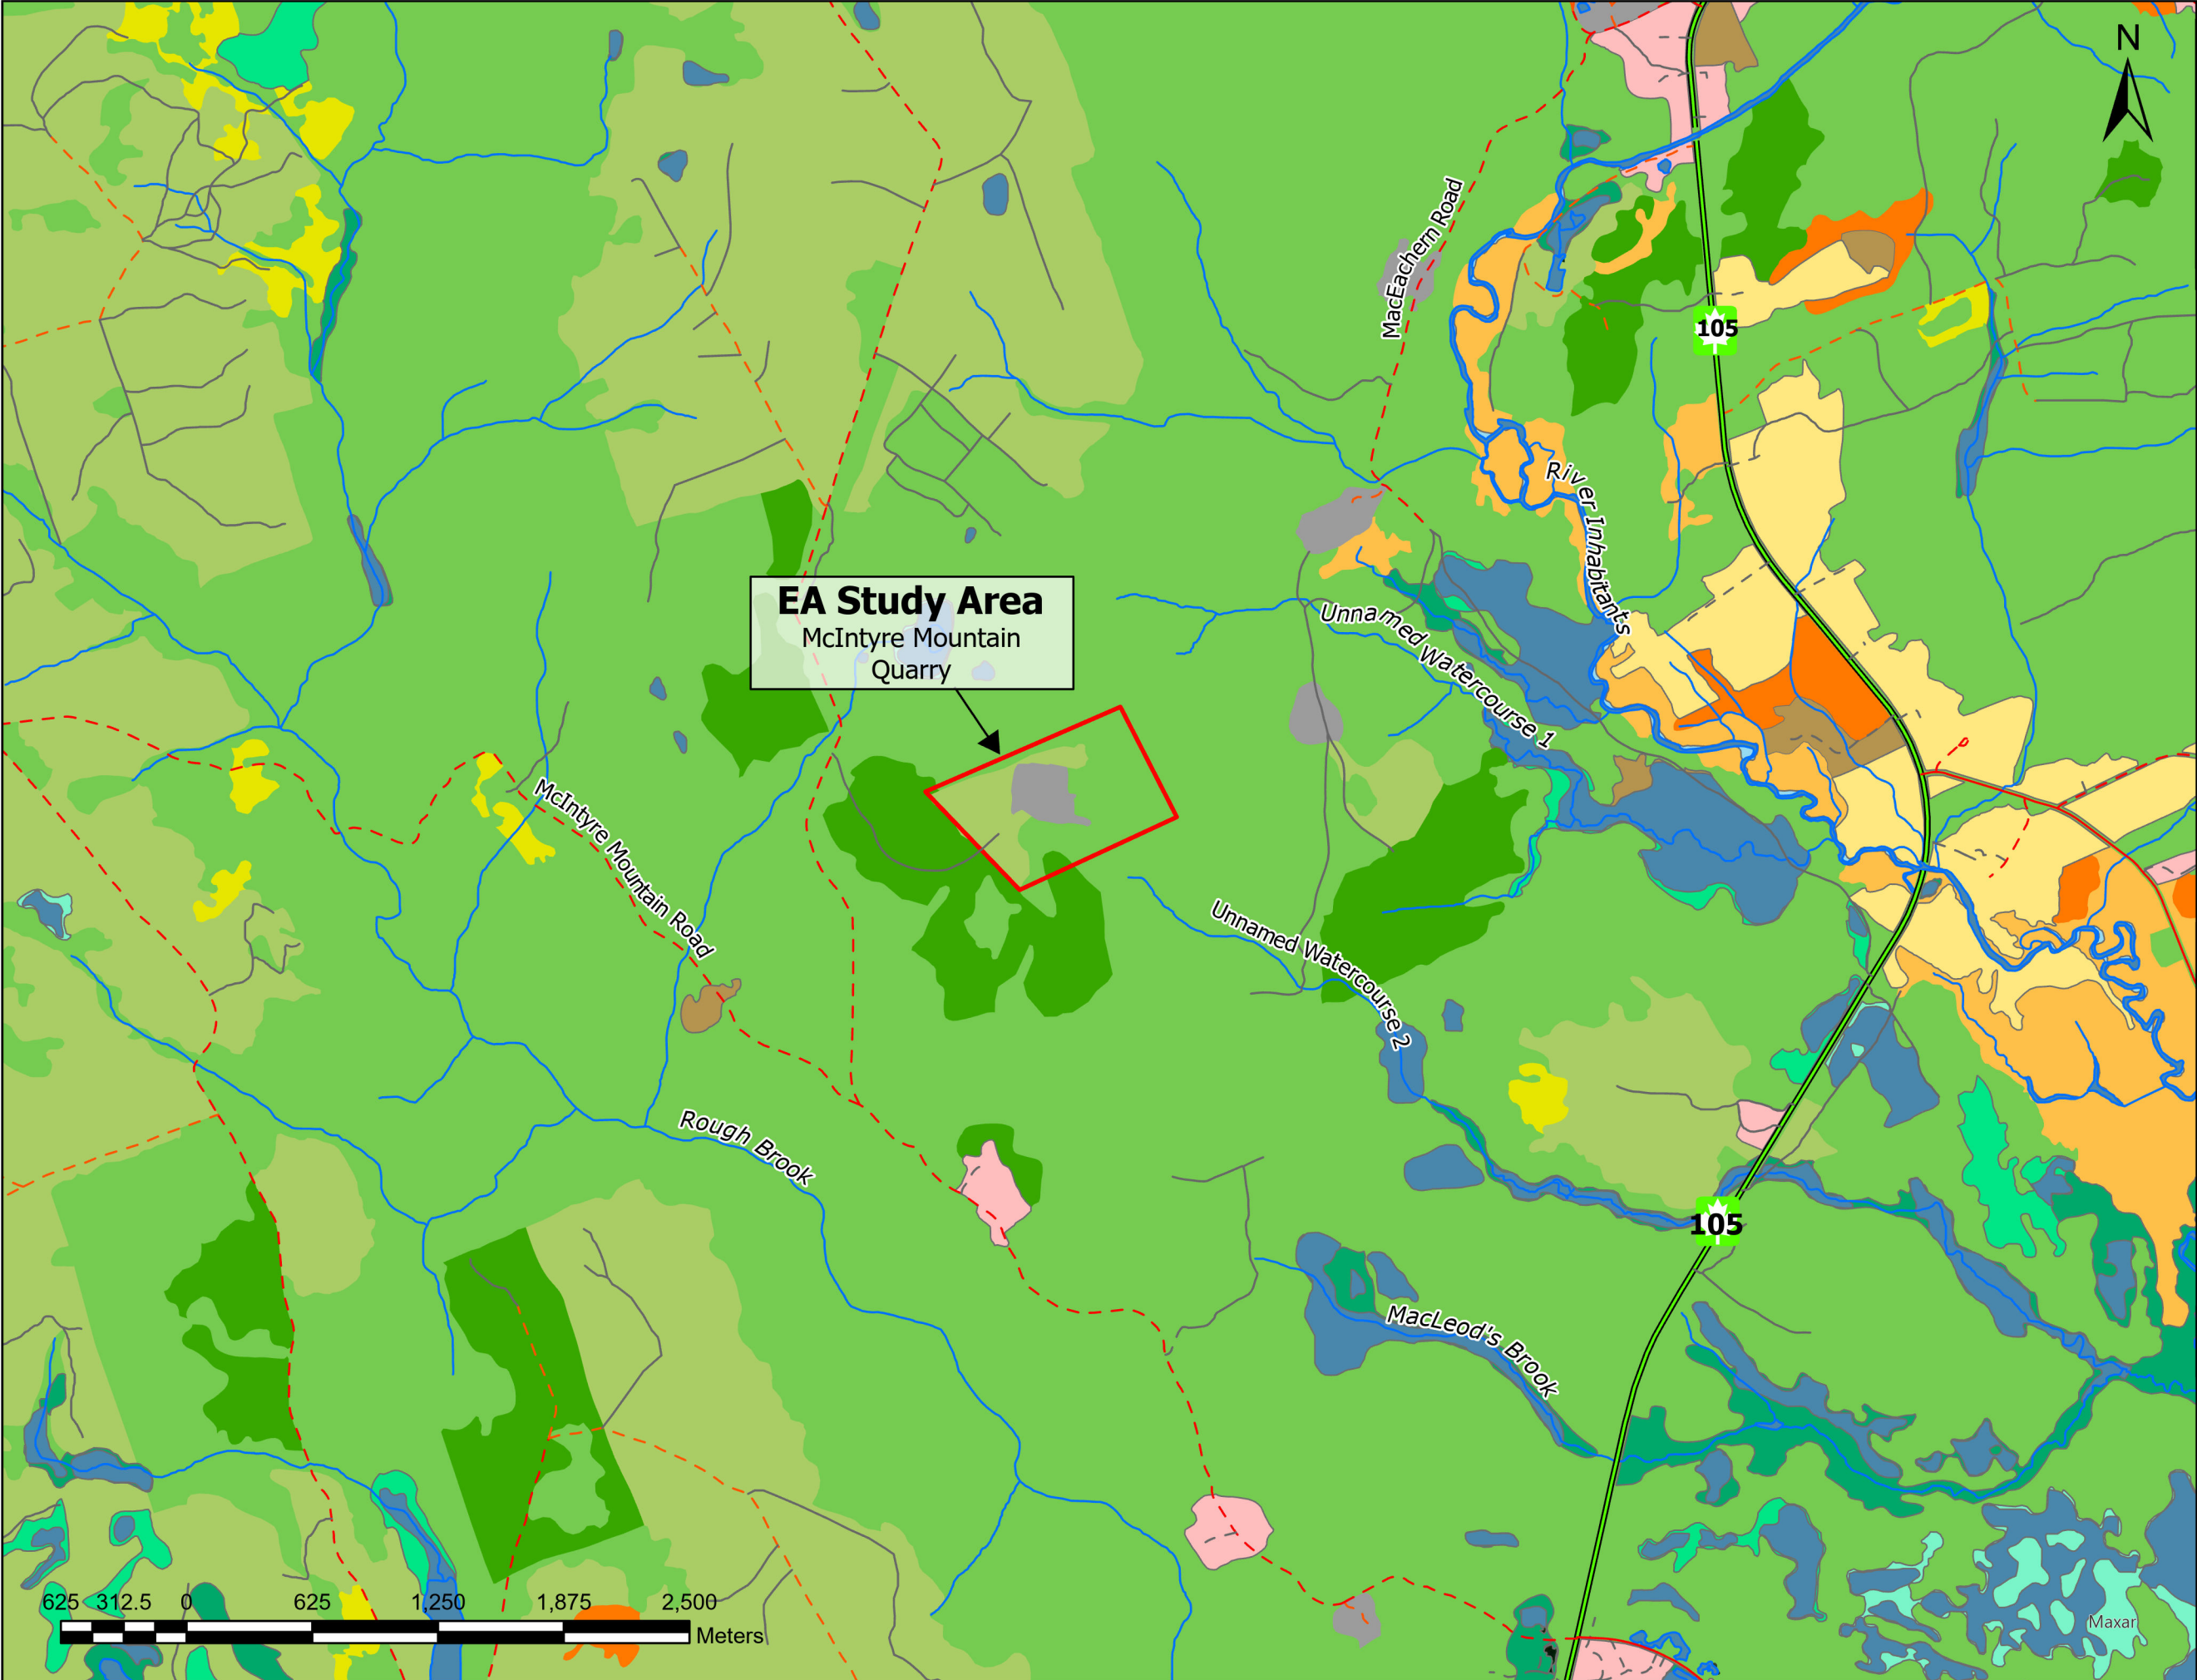 N
MacEachern Road
105
River Inhabitants
EA Study Area
McIntyre Mountain
Quarry
Unnamed Watercourse 1
McIntyre Mountain Road
Unnamed Watercourse 2
Rough Brook
105
MacLeod's Brook
625 312.5 0 625 1,250 1,875 2,500
Meters
Maxar